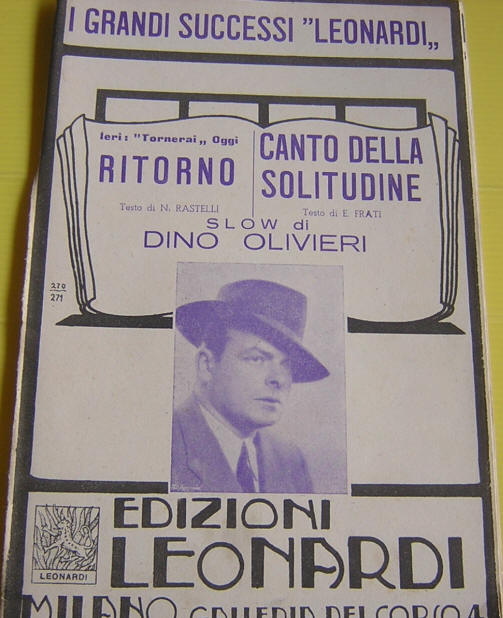 I GRANDI SUCCESSI "LEONARDI„
Ieri: "Tornerai„ Oggi
RITORNO
Testo di N. RASTELLI
CANTO DELLA
SOLITUDINE
Testo di E. FRATI
SLOW di
DINO OLIVIERI
270
271
LEONARDI
EDIZIONI
LEONARDI
MILANO GALLERIA DEL CORSO 4